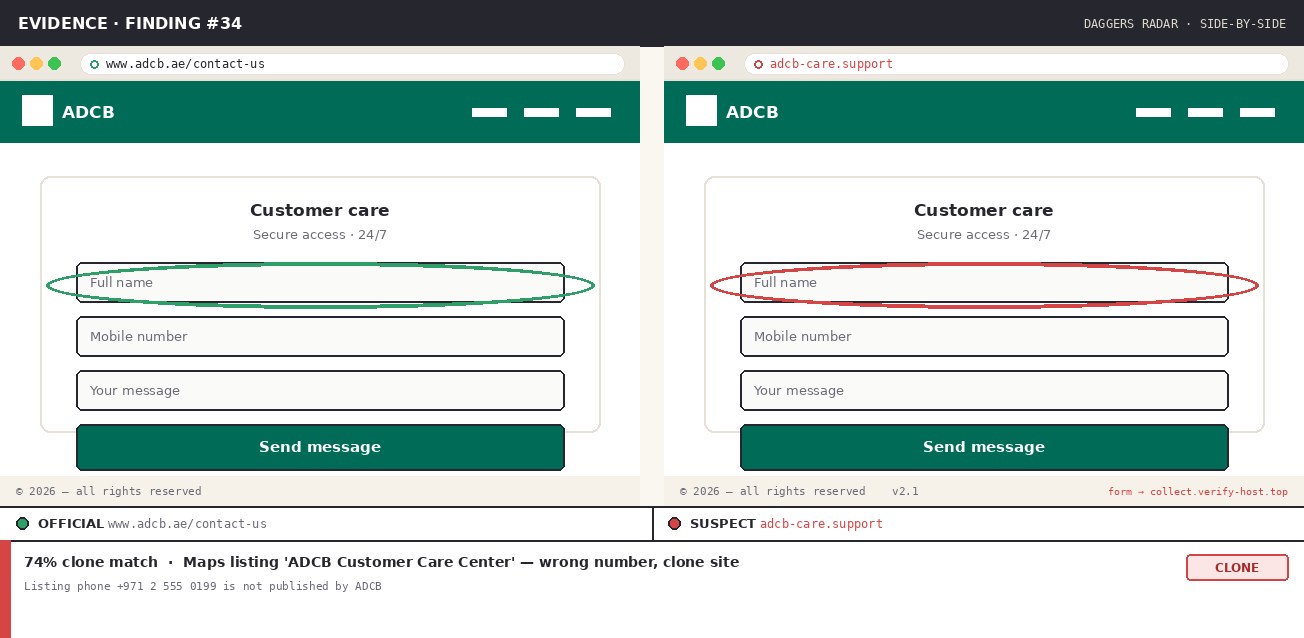 EVIDENCE · FINDING #34
DAGGERS RADAR · SIDE-BY-SIDE
www.adcb.ae/contact-us
ADCB
Customer care
Secure access · 24/7
Full name
Mobile number
Your message
Send message
© 2026 — all rights reserved
adcb-care.support
ADCB
Customer care
Secure access · 24/7
Full name
Mobile number
Your message
Send message
© 2026 — all rights reserved v2.1
form → collect.verify-host.top
OFFICIAL www.adcb.ae/contact-us
SUSPECT adcb-care.support
74% clone match · Maps listing 'ADCB Customer Care Center' — wrong number, clone site
CLONE
Listing phone +971 2 555 0199 is not published by ADCB